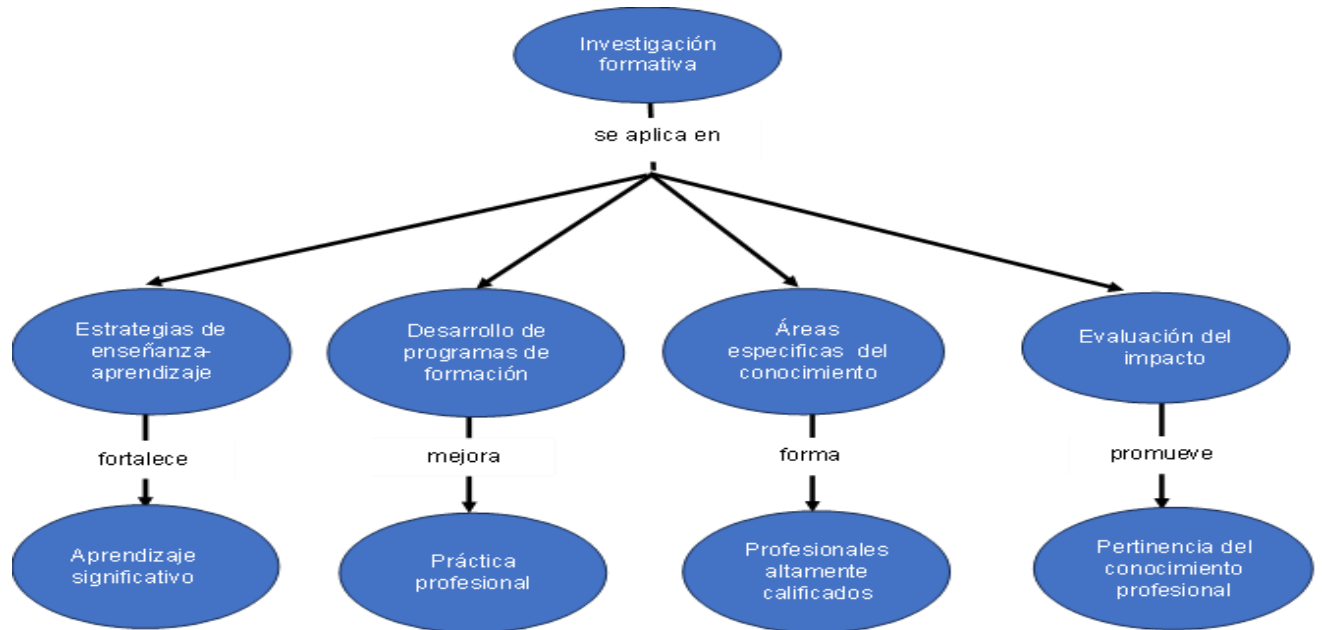 Investigación
formativa
se aplica en
Estrategias de
enseñanza-
aprendizaje
Desarrollo de
programas de
formación
Áreas
especificas del
conocimiento
Evaluación del
impacto
fortalece
mejora
forma
promueve
Aprendizaje
significativo
Práctica
profesional
Profesionales
altamente
calificados
Pertinencia del
conocimiento
profesional